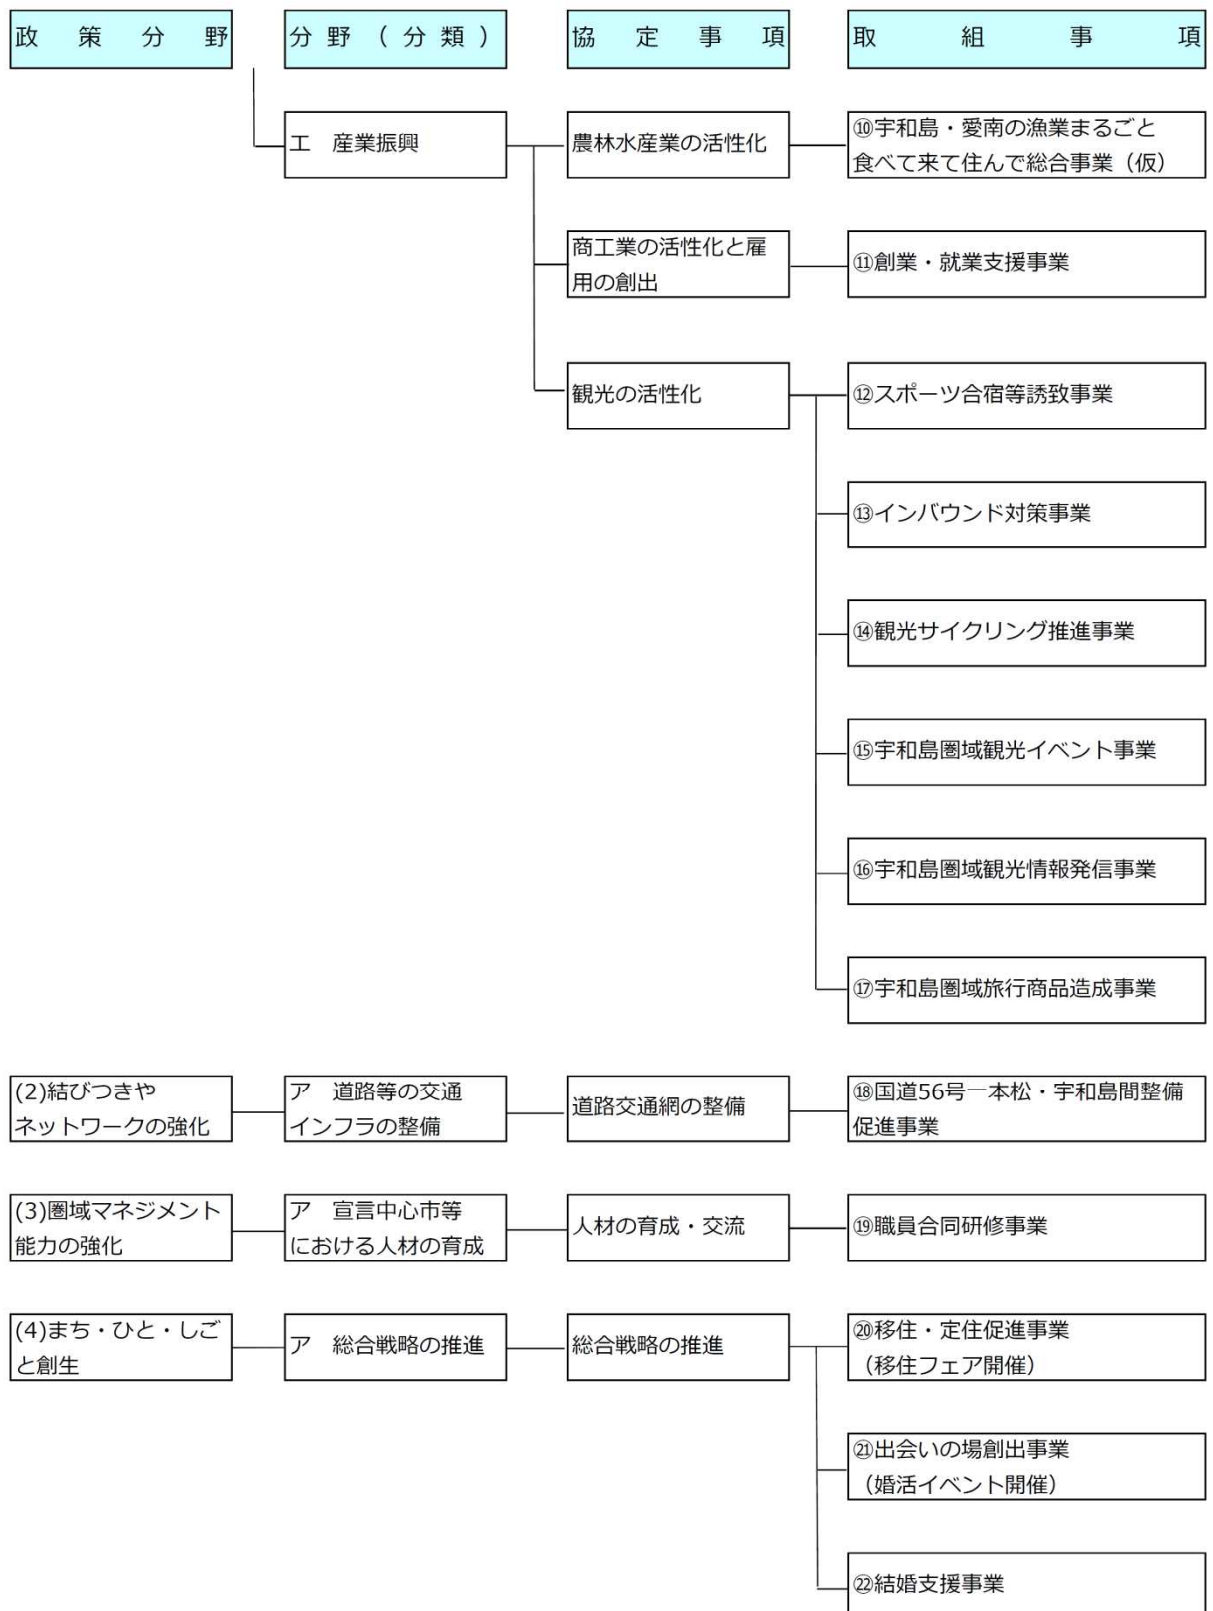 政策分野
分野（分類）
協定事項
取組事項
エ　産業振興
農林水産業の活性化
⑩宇和島・愛南の漁業まるごと
食べて来て住んで総合事業（仮）
商工業の活性化と雇
用の創出
⑪創業・就業支援事業
観光の活性化
⑫スポーツ合宿等誘致事業
⑬インバウンド対策事業
⑭観光サイクリング推進事業
⑮宇和島圏域観光イベント事業
⑯宇和島圏域観光情報発信事業
⑰宇和島圏域旅行商品造成事業
(2)結びつきや
ネットワークの強化
ア　道路等の交通
インフラの整備
道路交通網の整備
⑱国道56号一本松・宇和島間整備
促進事業
(3)圏域マネジメント
能力の強化
ア　宣言中心市等
における人材の育成
人材の育成・交流
⑲職員合同研修事業
(4)まち・ひと・しご
と創生
ア　総合戦略の推進
総合戦略の推進
⑳移住・定住促進事業
（移住フェア開催）
㉑出会いの場創出事業
（婚活イベント開催）
㉒結婚支援事業